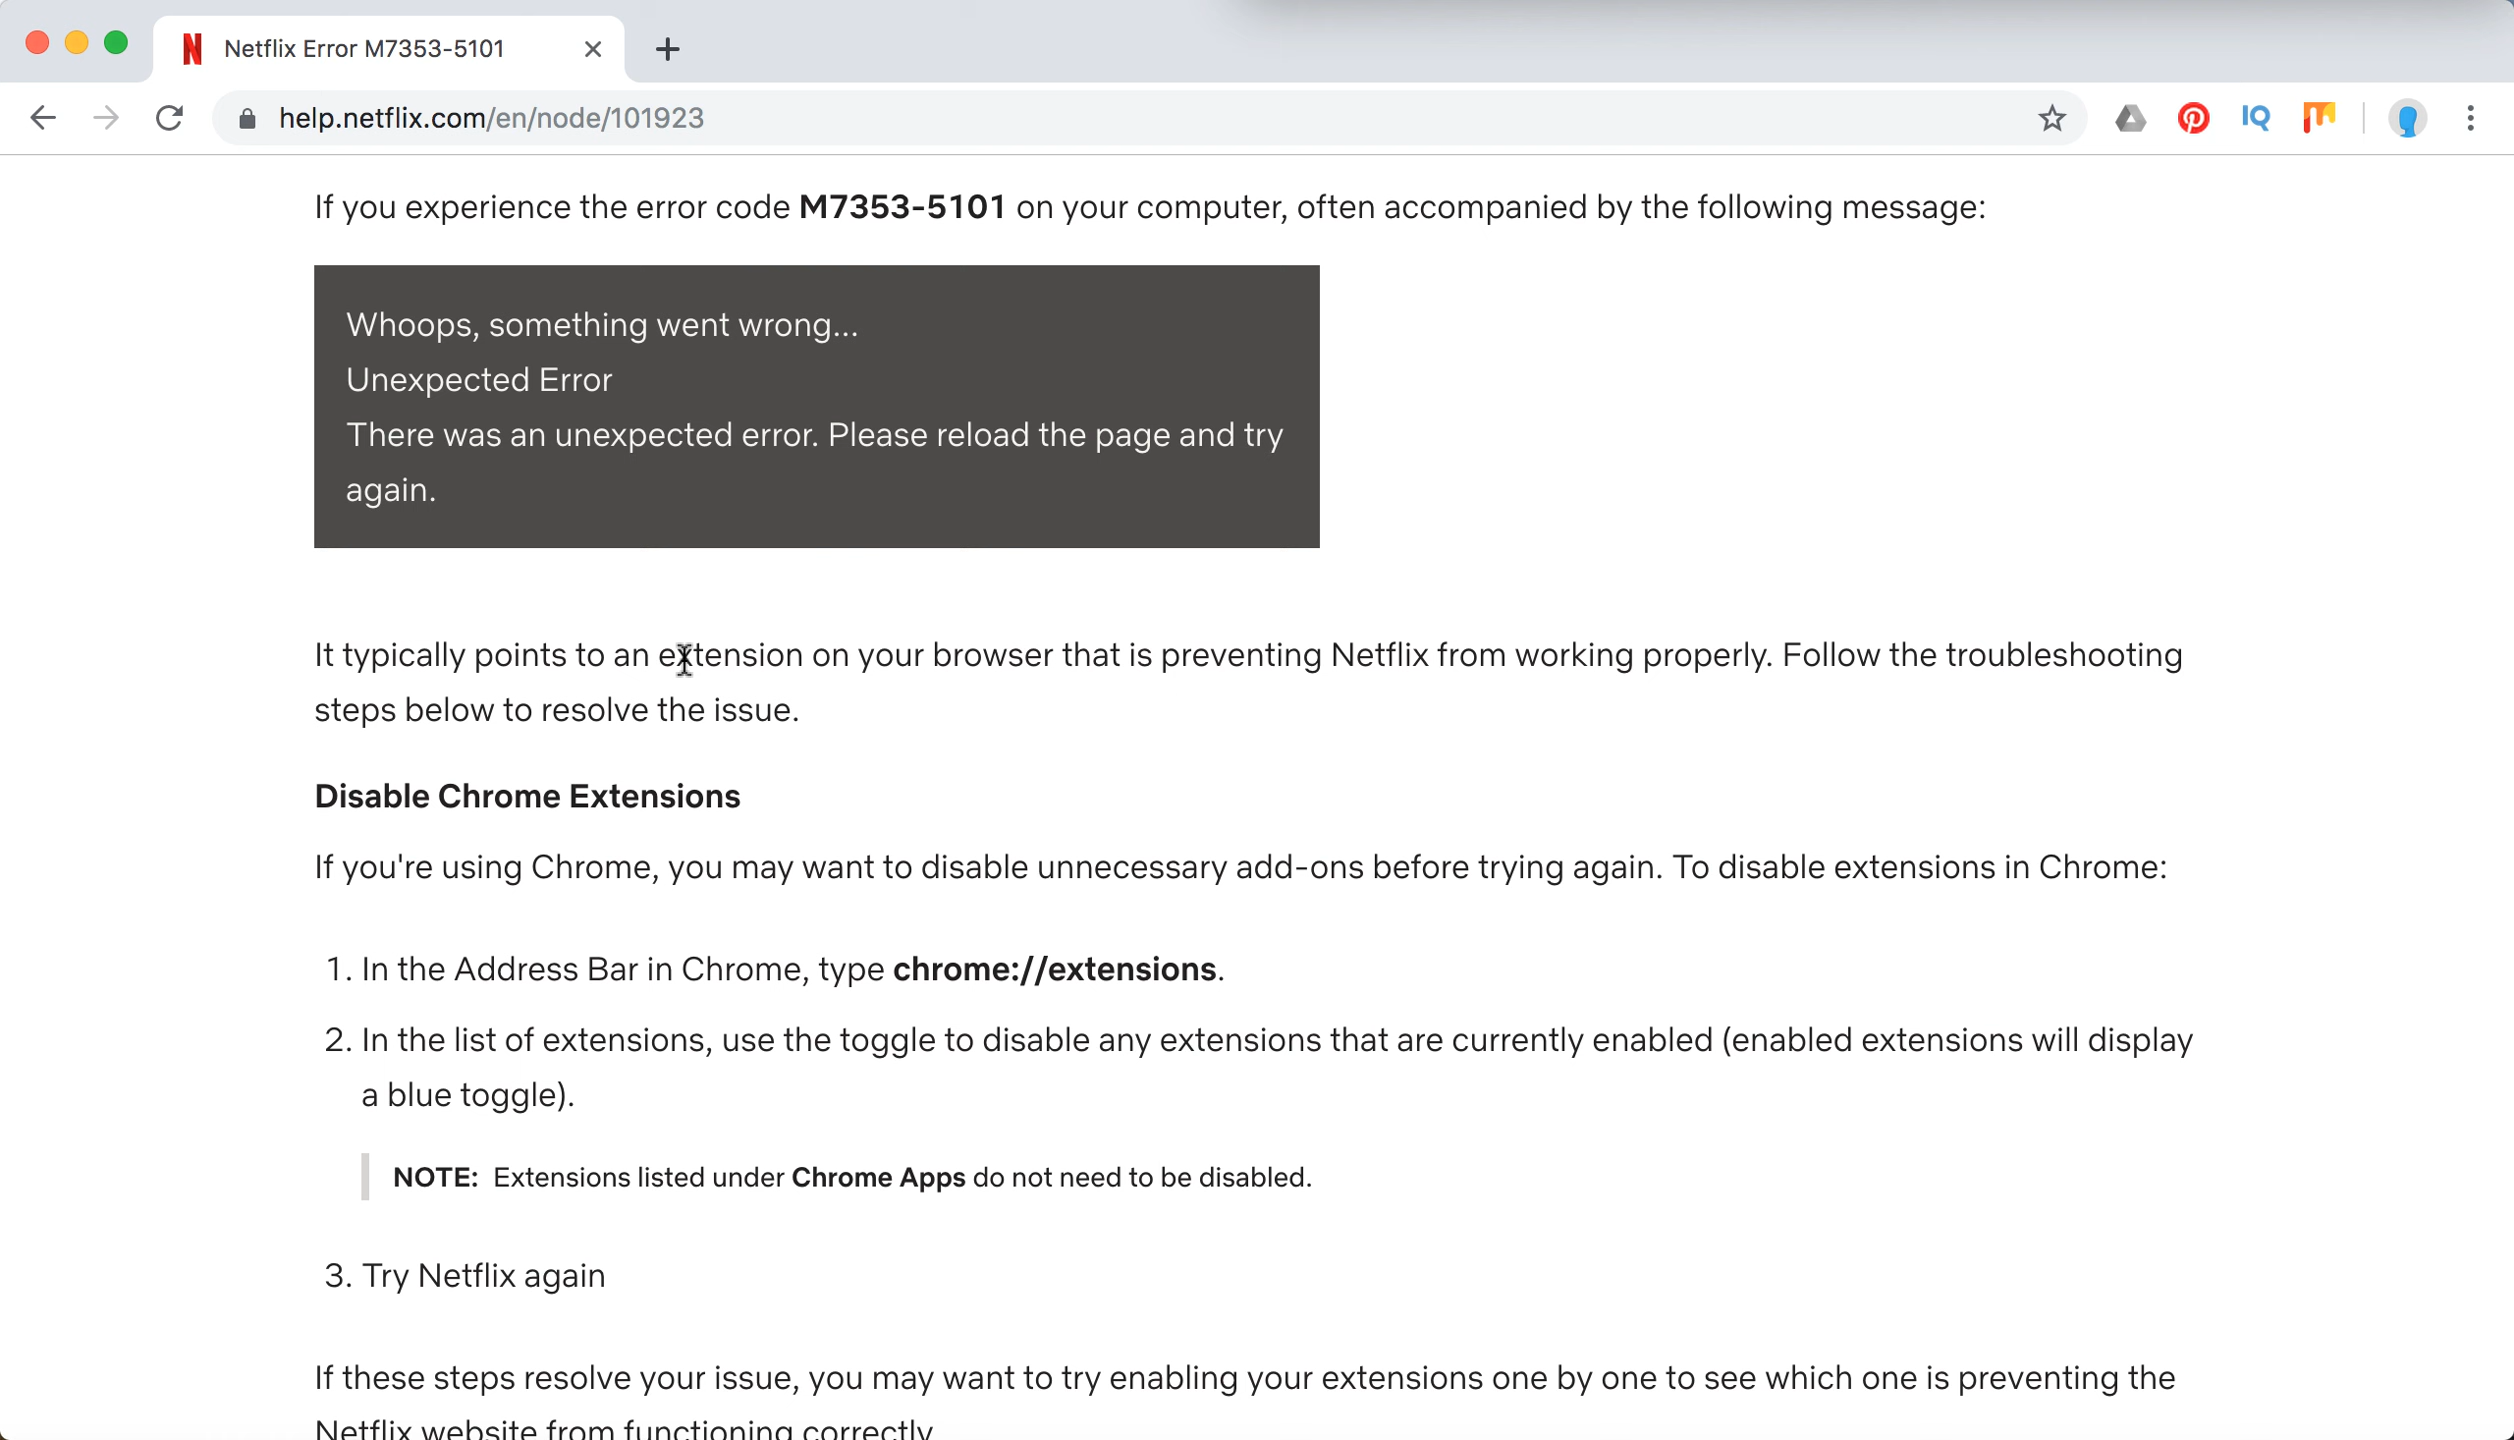 Netflix Error M7353-5101
help.netflix.com/en/node/101923
IQ
If you experience the error code M7353-5101 on your computer, often accompanied by the following message:
Whoops, something went wrong...
Unexpected Error
There was an unexpected error. Please reload the page and try
again.
It typically points to an extension on your browser that is preventing Netflix from working properly. Follow the troubleshooting
steps below to resolve the issue.
Disable Chrome Extensions
If you're using Chrome, you may want to disable unnecessary add-ons before trying again. To disable extensions in Chrome:
1. In the Address Bar in Chrome, type chrome://extensions.
2. In the list of extensions, use the toggle to disable any extensions that are currently enabled (enabled extensions will display
a blue toggle).
NOTE: Extensions listed under Chrome Apps do not need to be disabled.
3. Try Netflix again
If these steps resolve your issue, you may want to try enabling your extensions one by one to see which one is preventing the
Netflix website from functioning correctly